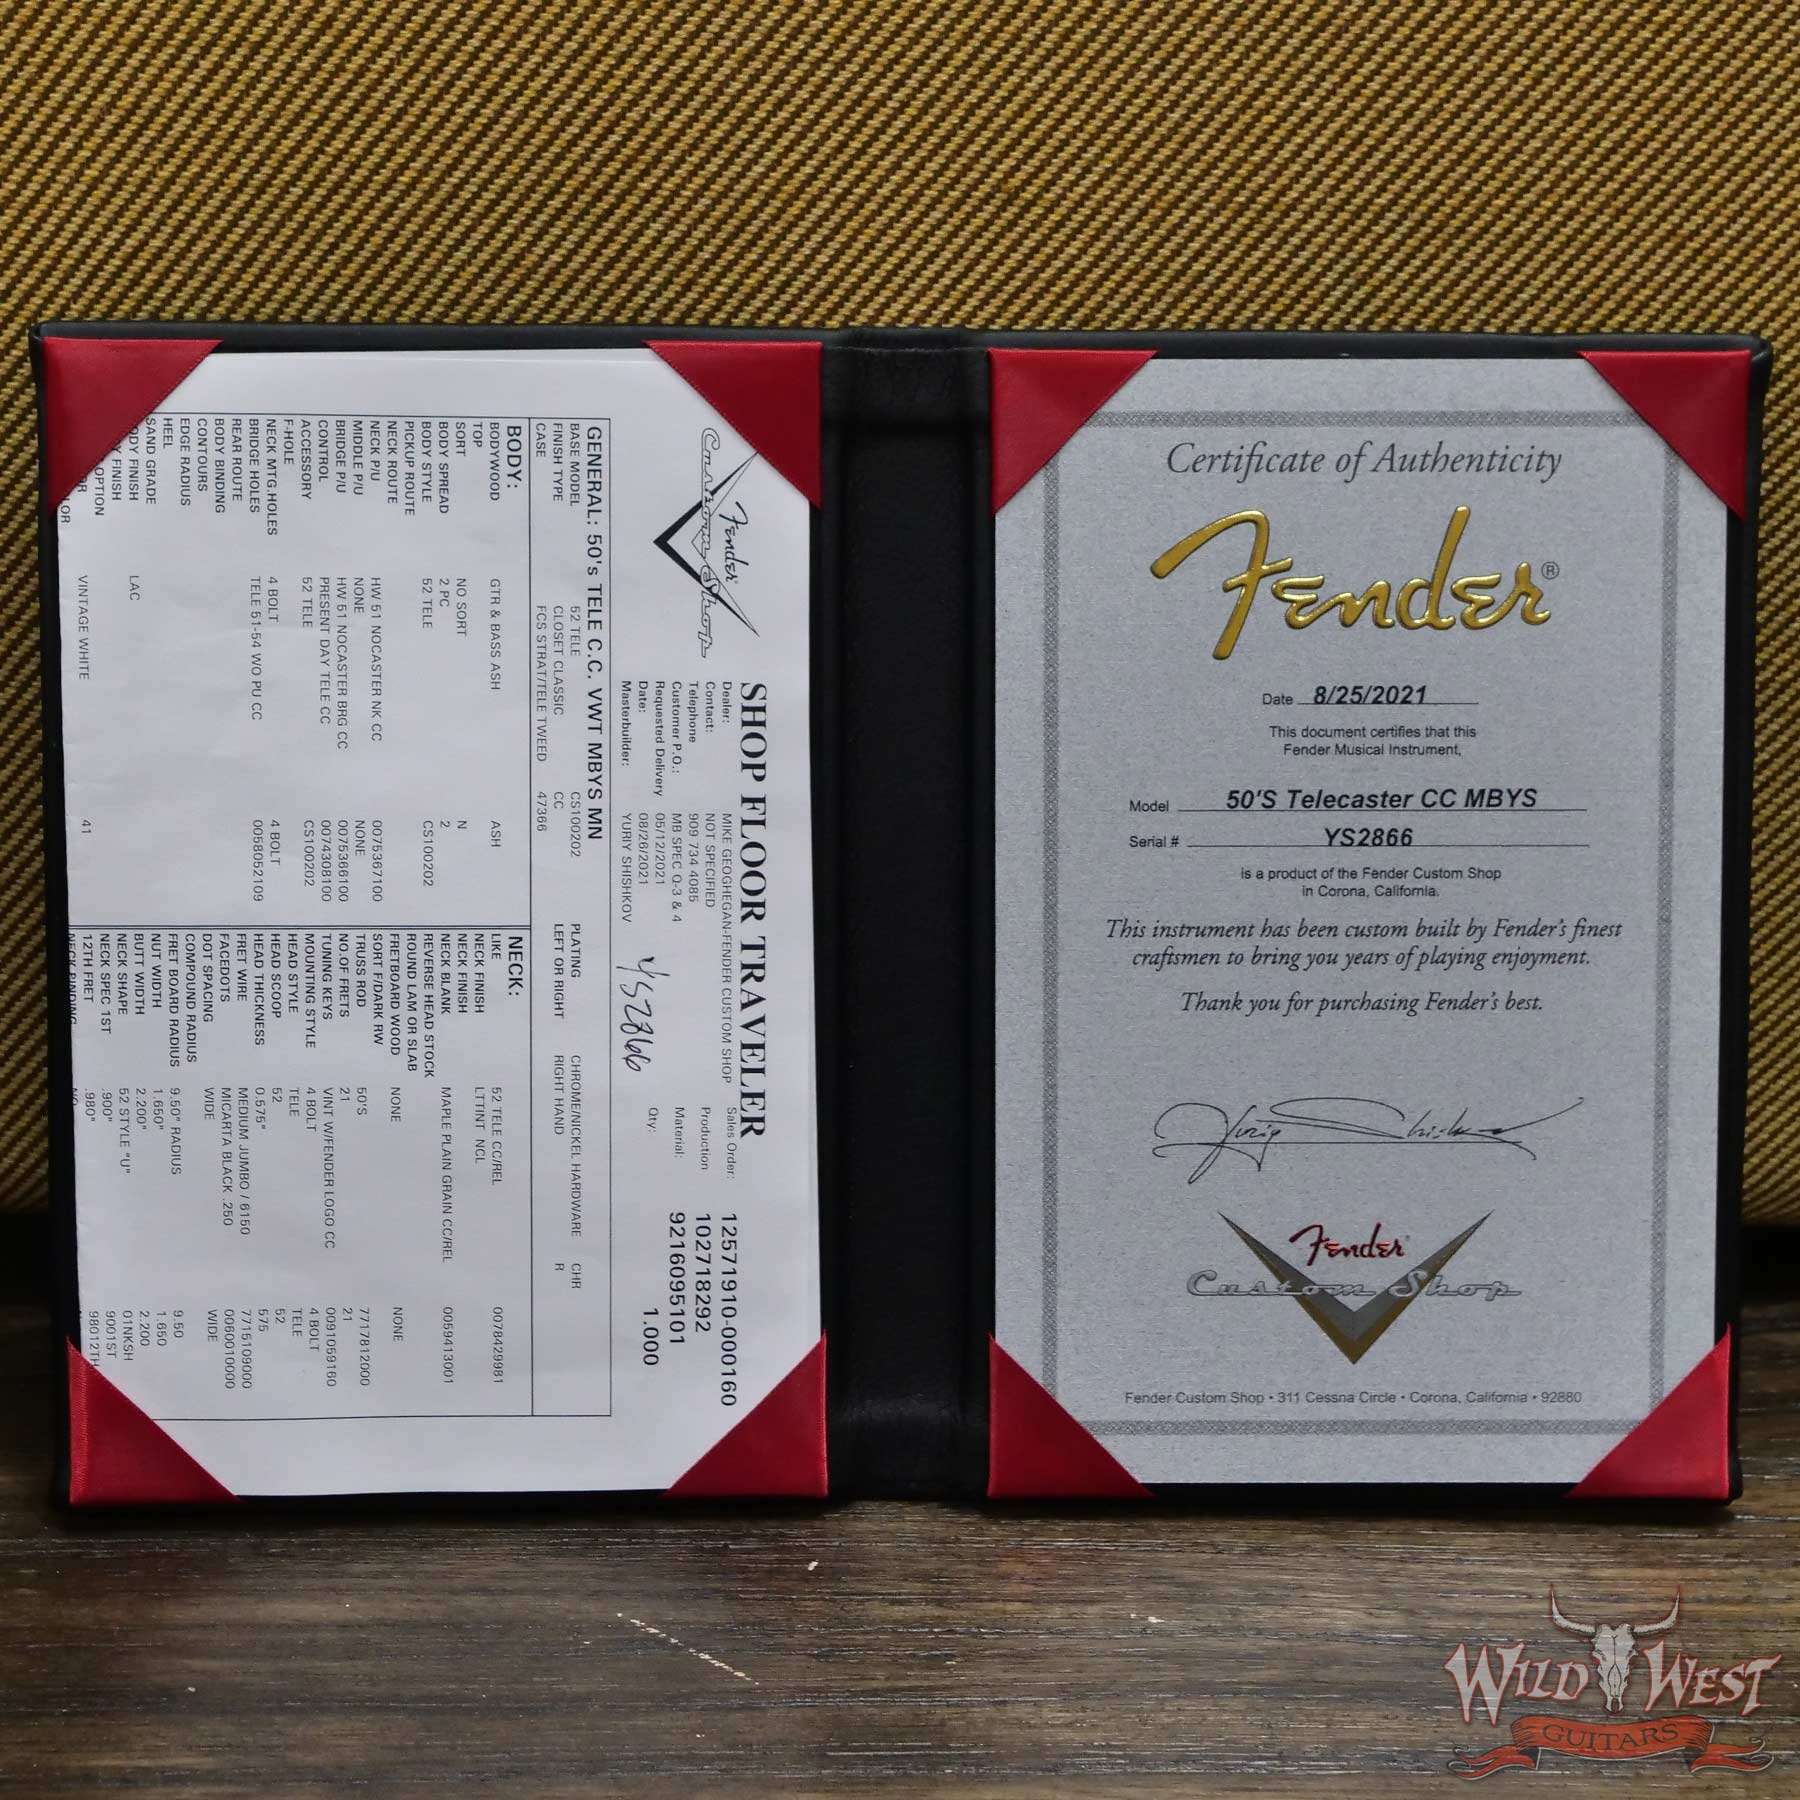 Fender
Custom Shop
SHOP FLOOR TRAVELER
Dealer: MIKE GEOGHEGAN-FENDER CUSTOM SHOP
Contact: NOT SPECIFIED
Telephone 909 734 4085
Customer P.O.: MB SPEC Q-3 & 4
Requested Delivery 05/12/2021
Date: 08/26/2021
Masterbuilder: YURIY SHISHKOV
YS2866
Sales Order: 12571910-000160
Production 102718292
Material: 9216095101
Qty: 1.000
GENERAL: 50's TELE C.C. VWT MBYS MN
BASE MODEL 52 TELE CS100202 PLATING CHROME/NICKEL HARDWARE CHR
FINISH TYPE CLOSET CLASSIC CC LEFT OR RIGHT RIGHT HAND R
CASE FCS STRAT/TELE TWEED 47366
BODY:
BODYWOOD GTR & BASS ASH ASH
TOP
SORT NO SORT N
BODY SPREAD 2 PC 2
BODY STYLE 52 TELE CS100202
PICKUP ROUTE
NECK ROUTE
NECK P/U HW 51 NOCASTER NK CC 0075367100
MIDDLE P/U NONE NONE
BRIDGE P/U HW 51 NOCASTER BRG CC 0075366100
CONTROL PRESENT DAY TELE CC 0074308100
ACCESSORY 52 TELE CS100202
F-HOLE
NECK MTG.HOLES 4 BOLT 4 BOLT
BRIDGE HOLES TELE 51-54 WO PU CC 0058052109
REAR ROUTE
BODY BINDING
CONTOURS
EDGE RADIUS
HEEL
SAND GRADE
ODY FINISH LAC
Y FINISH
OPTION
OR VINTAGE WHITE 41
LOR
NECK:
LIKE 52 TELE CC/REL 0078429981
NECK FINISH LTTINT NCL
NECK FINISH
NECK BLANK MAPLE PLAIN GRAIN CC/REL 0059413001
REVERSE HEAD STOCK
ROUND LAM OR SLAB
FRETBOARD WOOD NONE NONE
SORT F/DARK RW
TRUSS ROD 50'S 7717812000
NO.OF FRETS 21 21
TUNING KEYS VINT W/FENDER LOGO CC 0091059160
MOUNTING STYLE 4 BOLT 4 BOLT
HEAD STYLE TELE TELE
HEAD SCOOP 52 52
HEAD THICKNESS 0.575" 575
FRET WIRE MEDIUM JUMBO / 6150 7715109000
FACEDOTS MICARTA BLACK .250 0060010000
DOT SPACING WIDE WIDE
COMPOUND RADIUS
FRET BOARD RADIUS 9.50" RADIUS 9.50
NUT WIDTH 1.650" 1.650
BUTT WIDTH 2.200" 2.200
NECK SHAPE 52 STYLE "U" 01NKSH
NECK SPEC 1ST .900" 9001ST
12TH FRET .980" 98012TH
NECK BINDING NO
Certificate of Authenticity
Fender®
Date 8/25/2021
This document certifies that this
Fender Musical Instrument,
Model 50'S Telecaster CC MBYS
Serial # YS2866
is a product of the Fender Custom Shop
in Corona, California.
This instrument has been custom built by Fender's finest
craftsmen to bring you years of playing enjoyment.
Thank you for purchasing Fender's best.
Fender
Custom Shop
Fender Custom Shop • 311 Cessna Circle • Corona, California • 92880
WILD WEST
GUITARS